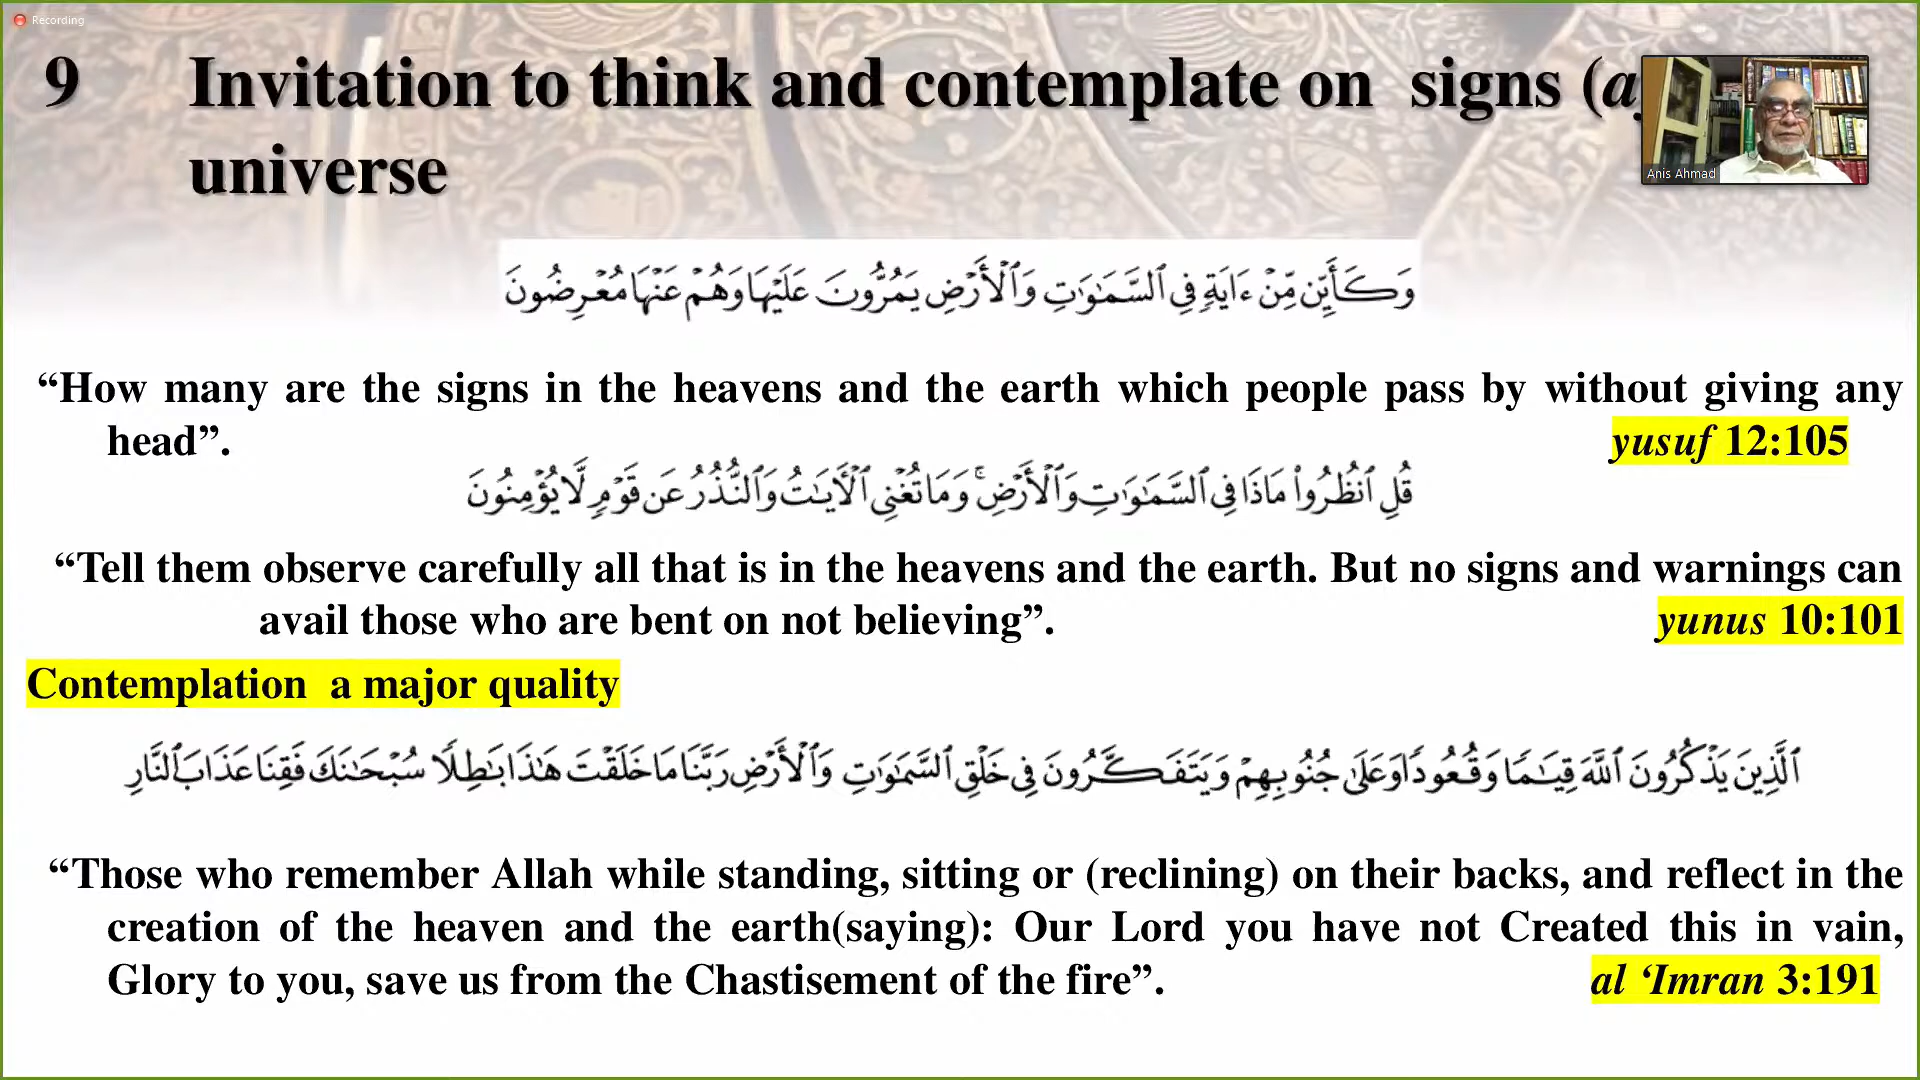 Recording
9 Invitation to think and contemplate on signs (
universe
Anis Ahmad
وَكَأَيِّن مِّنْ ءَايَةٍ فِى ٱلسَّمَـٰوَٰتِ وَٱلْأَرْضِ يَمُرُّونَ عَلَيْهَا وَهُمْ عَنْهَا مُعْرِضُونَ
“How many are the signs in the heavens and the earth which people pass by without giving any
head”. yusuf 12:105
قُلِ ٱنظُرُوا۟ مَاذَا فِى ٱلسَّمَـٰوَٰتِ وَٱلْأَرْضِ ۚ وَمَا تُغْنِى ٱلْـَٔايَـٰتُ وَٱلنُّذُرُ عَن قَوْمٍ لَّا يُؤْمِنُونَ
“Tell them observe carefully all that is in the heavens and the earth. But no signs and warnings can
avail those who are bent on not believing”. yunus 10:101
Contemplation a major quality
ٱلَّذِينَ يَذْكُرُونَ ٱللَّهَ قِيَـٰمًا وَقُعُودًا وَعَلَىٰ جُنُوبِهِمْ وَيَتَفَكَّرُونَ فِى خَلْقِ ٱلسَّمَـٰوَٰتِ وَٱلْأَرْضِ رَبَّنَا مَا خَلَقْتَ هَـٰذَا بَـٰطِلًا سُبْحَـٰنَكَ فَقِنَا عَذَابَ ٱلنَّارِ
“Those who remember Allah while standing, sitting or (reclining) on their backs, and reflect in the
creation of the heaven and the earth(saying): Our Lord you have not Created this in vain,
Glory to you, save us from the Chastisement of the fire”. al ‘Imran 3:191